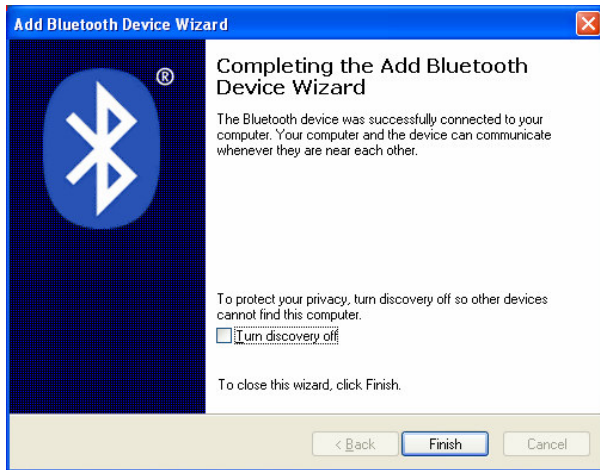 Add Bluetooth Device Wizard
®
Completing the Add Bluetooth
Device Wizard
The Bluetooth device was successfully connected to your
computer. Your computer and the device can communicate
whenever they are near each other.
To protect your privacy, turn discovery off so other devices
cannot find this computer.
Turn discovery off
To close this wizard, click Finish.
< Back Finish Cancel